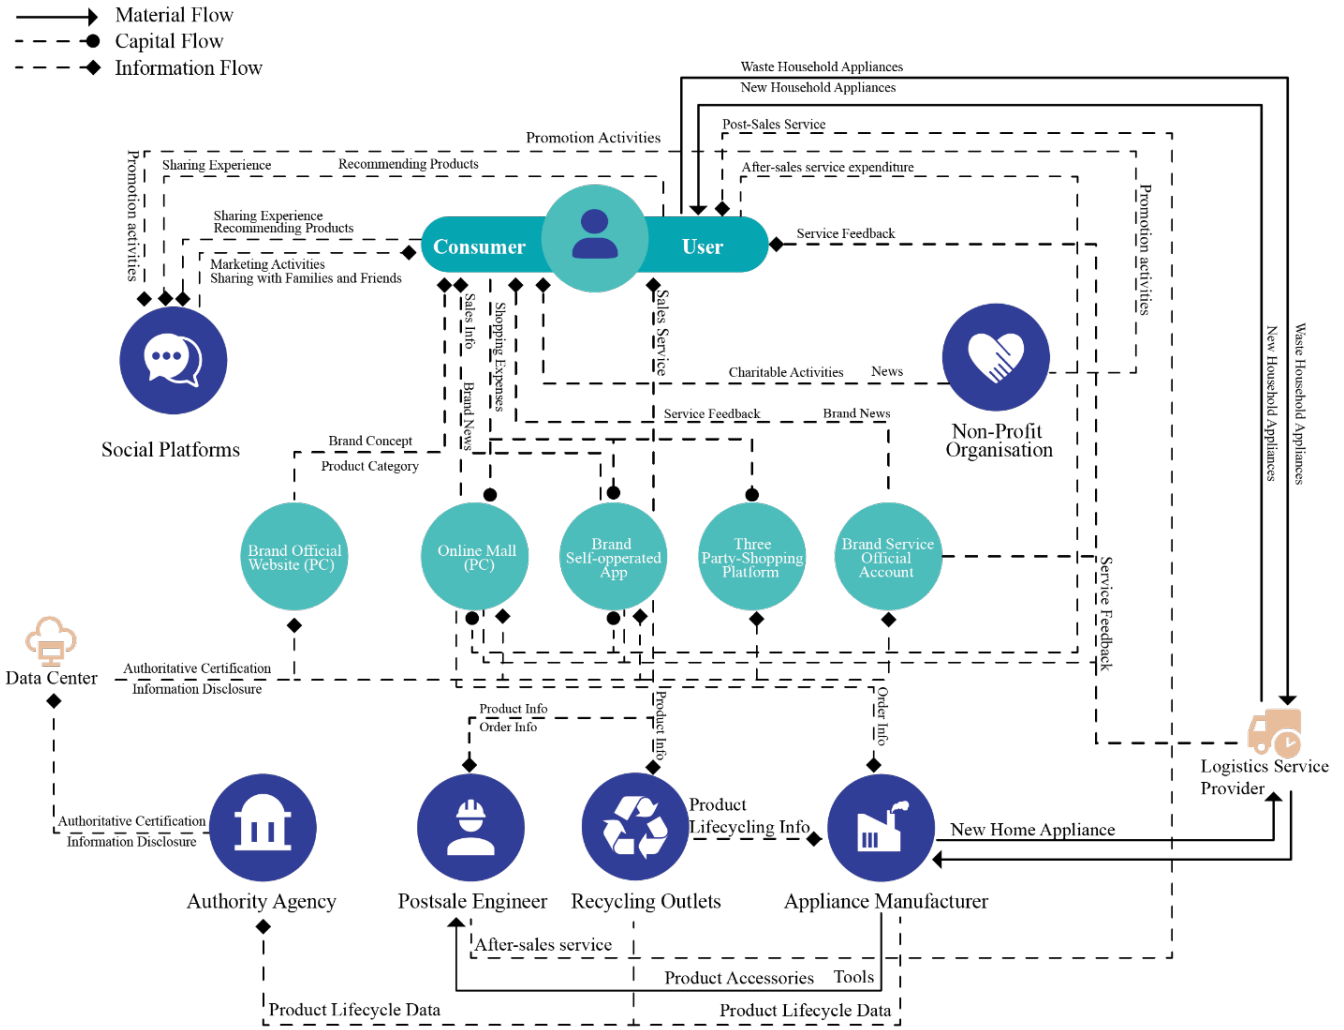 Material Flow
Capital Flow
Information Flow
Waste Household Appliances
New Household Appliances
Post-Sales Service
Promotion Activities
Sharing Experience
Recommending Products
After-sales service expenditure
Promotion activities
Promotion activities
Sharing Experience
Recommending Products
Consumer
User
Service Feedback
Marketing Activities
Sharing with Families and Friends
Sales Info
Shopping Expenses
Sales Service
New Household Appliances
Waste Household Appliances
Charitable Activities
News
Brand News
Service Feedback
Brand News
Social Platforms
Non-Profit
Organisation
Brand Concept
Product Category
Brand Official
Website (PC)
Online Mall
(PC)
Brand
Self-opperated
App
Three
Party-Shopping
Platform
Brand Service
Official
Account
Service Feedback
Data Center
Authoritative Certification
Information Disclosure
Product Info
Order Info
Product Info
Order Info
Logistics Service
Provider
Authoritative Certification
Information Disclosure
Product
Lifecycling Info
New Home Appliance
Authority Agency
Postsale Engineer
Recycling Outlets
Appliance Manufacturer
After-sales service
Product Accessories
Tools
Product Lifecycle Data
Product Lifecycle Data